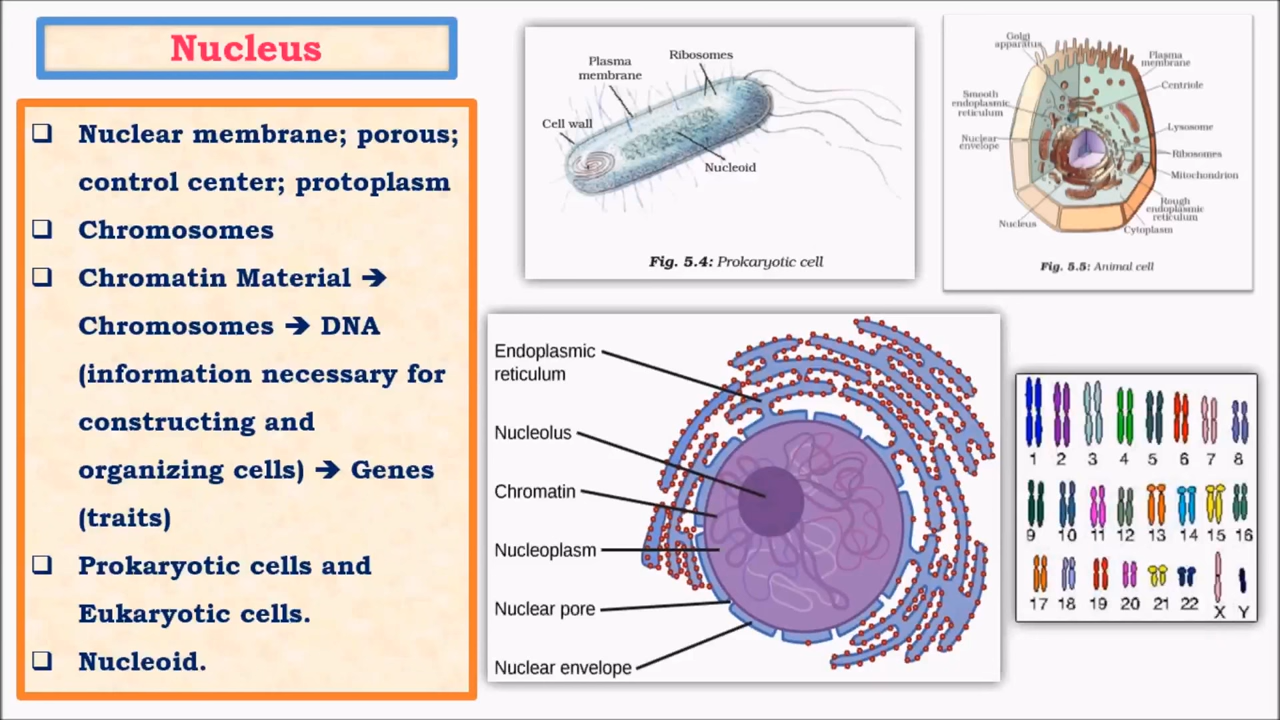 Nucleus
❑ Nuclear membrane; porous;
control center; protoplasm
❑ Chromosomes
❑ Chromatin Material ➔
Chromosomes ➔ DNA
(information necessary for
constructing and
organizing cells) ➔ Genes
(traits)
❑ Prokaryotic cells and
Eukaryotic cells.
❑ Nucleoid.
Ribosomes
Plasma
membrane
Cell wall
Nucleoid
Fig. 5.4: Prokaryotic cell
Golgi
apparatus
Plasma
membrane
Centriole
Smooth
endoplasmic
reticulum
Lysosome
Nuclear
envelope
Ribosomes
Mitochondrion
Rough
endoplasmic
reticulum
Nucleus
Cytoplasm
Fig. 5.5: Animal cell
Endoplasmic
reticulum
Nucleolus
Chromatin
Nucleoplasm
Nuclear pore
Nuclear envelope
1 2 3 4 5 6 7 8
9 10 11 12 13 14 15 16
17 18 19 20 21 22 X Y